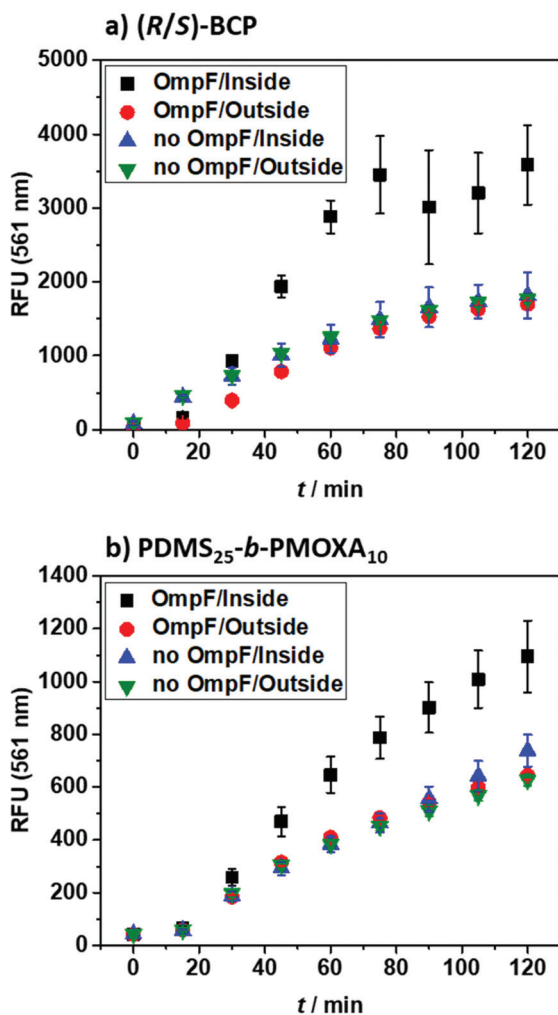 a) (R/S)-BCP
5000
4000
3000
2000
1000
0
RFU (561 nm)
OmpF/Inside
OmpF/Outside
no OmpF/Inside
no OmpF/Outside
0 20 40 60 80 100 120
t / min
b) PDMS₂₅-b-PMOXA₁₀
1400
1200
1000
800
600
400
200
0
RFU (561 nm)
OmpF/Inside
OmpF/Outside
no OmpF/Inside
no OmpF/Outside
0 20 40 60 80 100 120
t / min